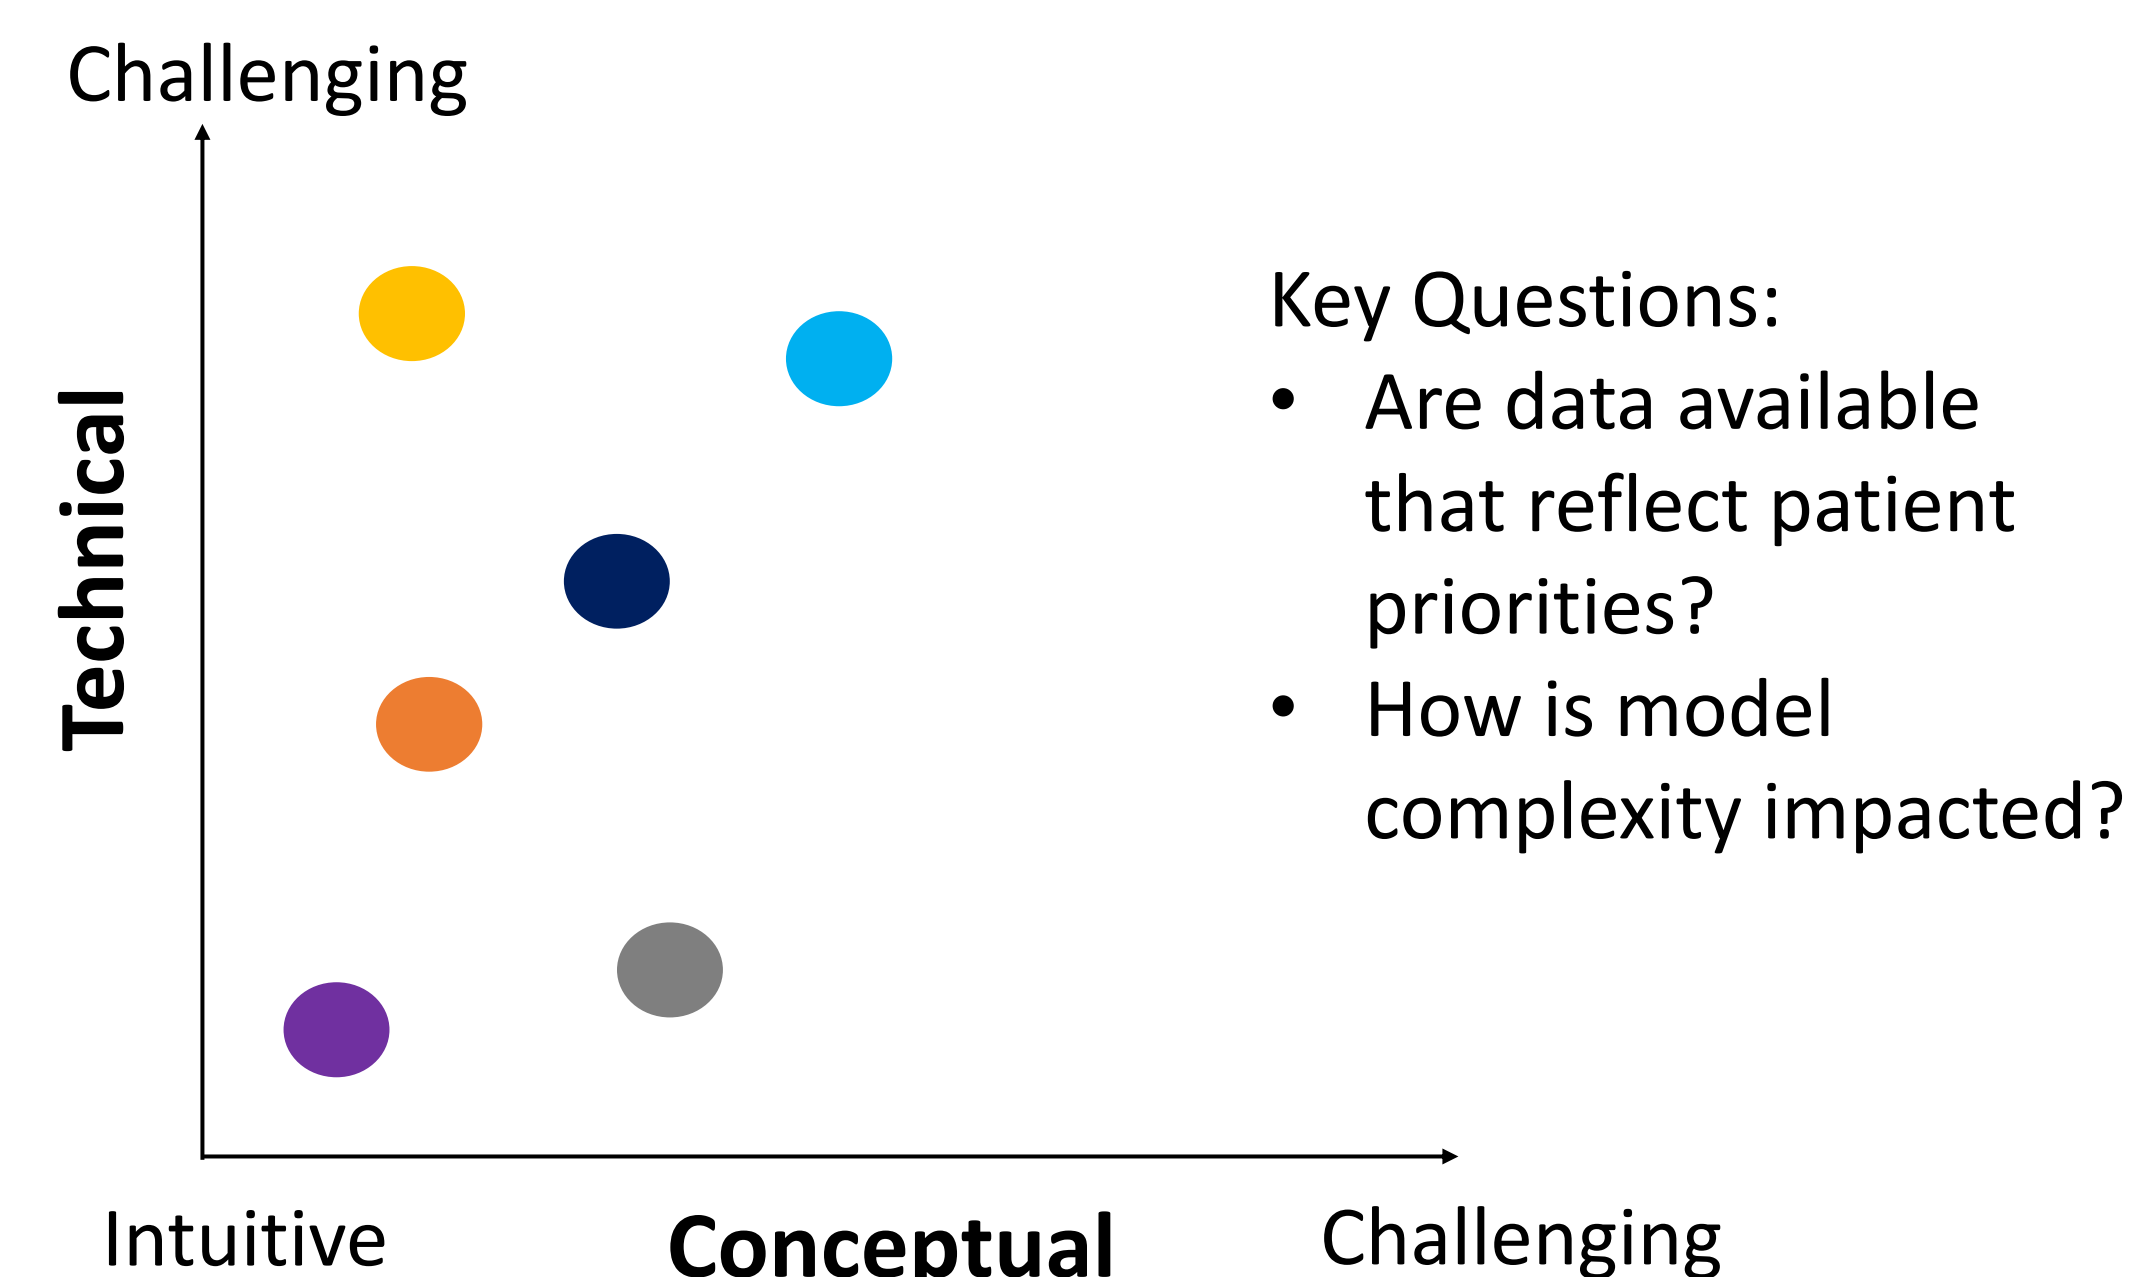 Challenging
Technical
Key Questions:
• Are data available
that reflect patient
priorities?
• How is model
complexity impacted?
Intuitive
Conceptual
Challenging